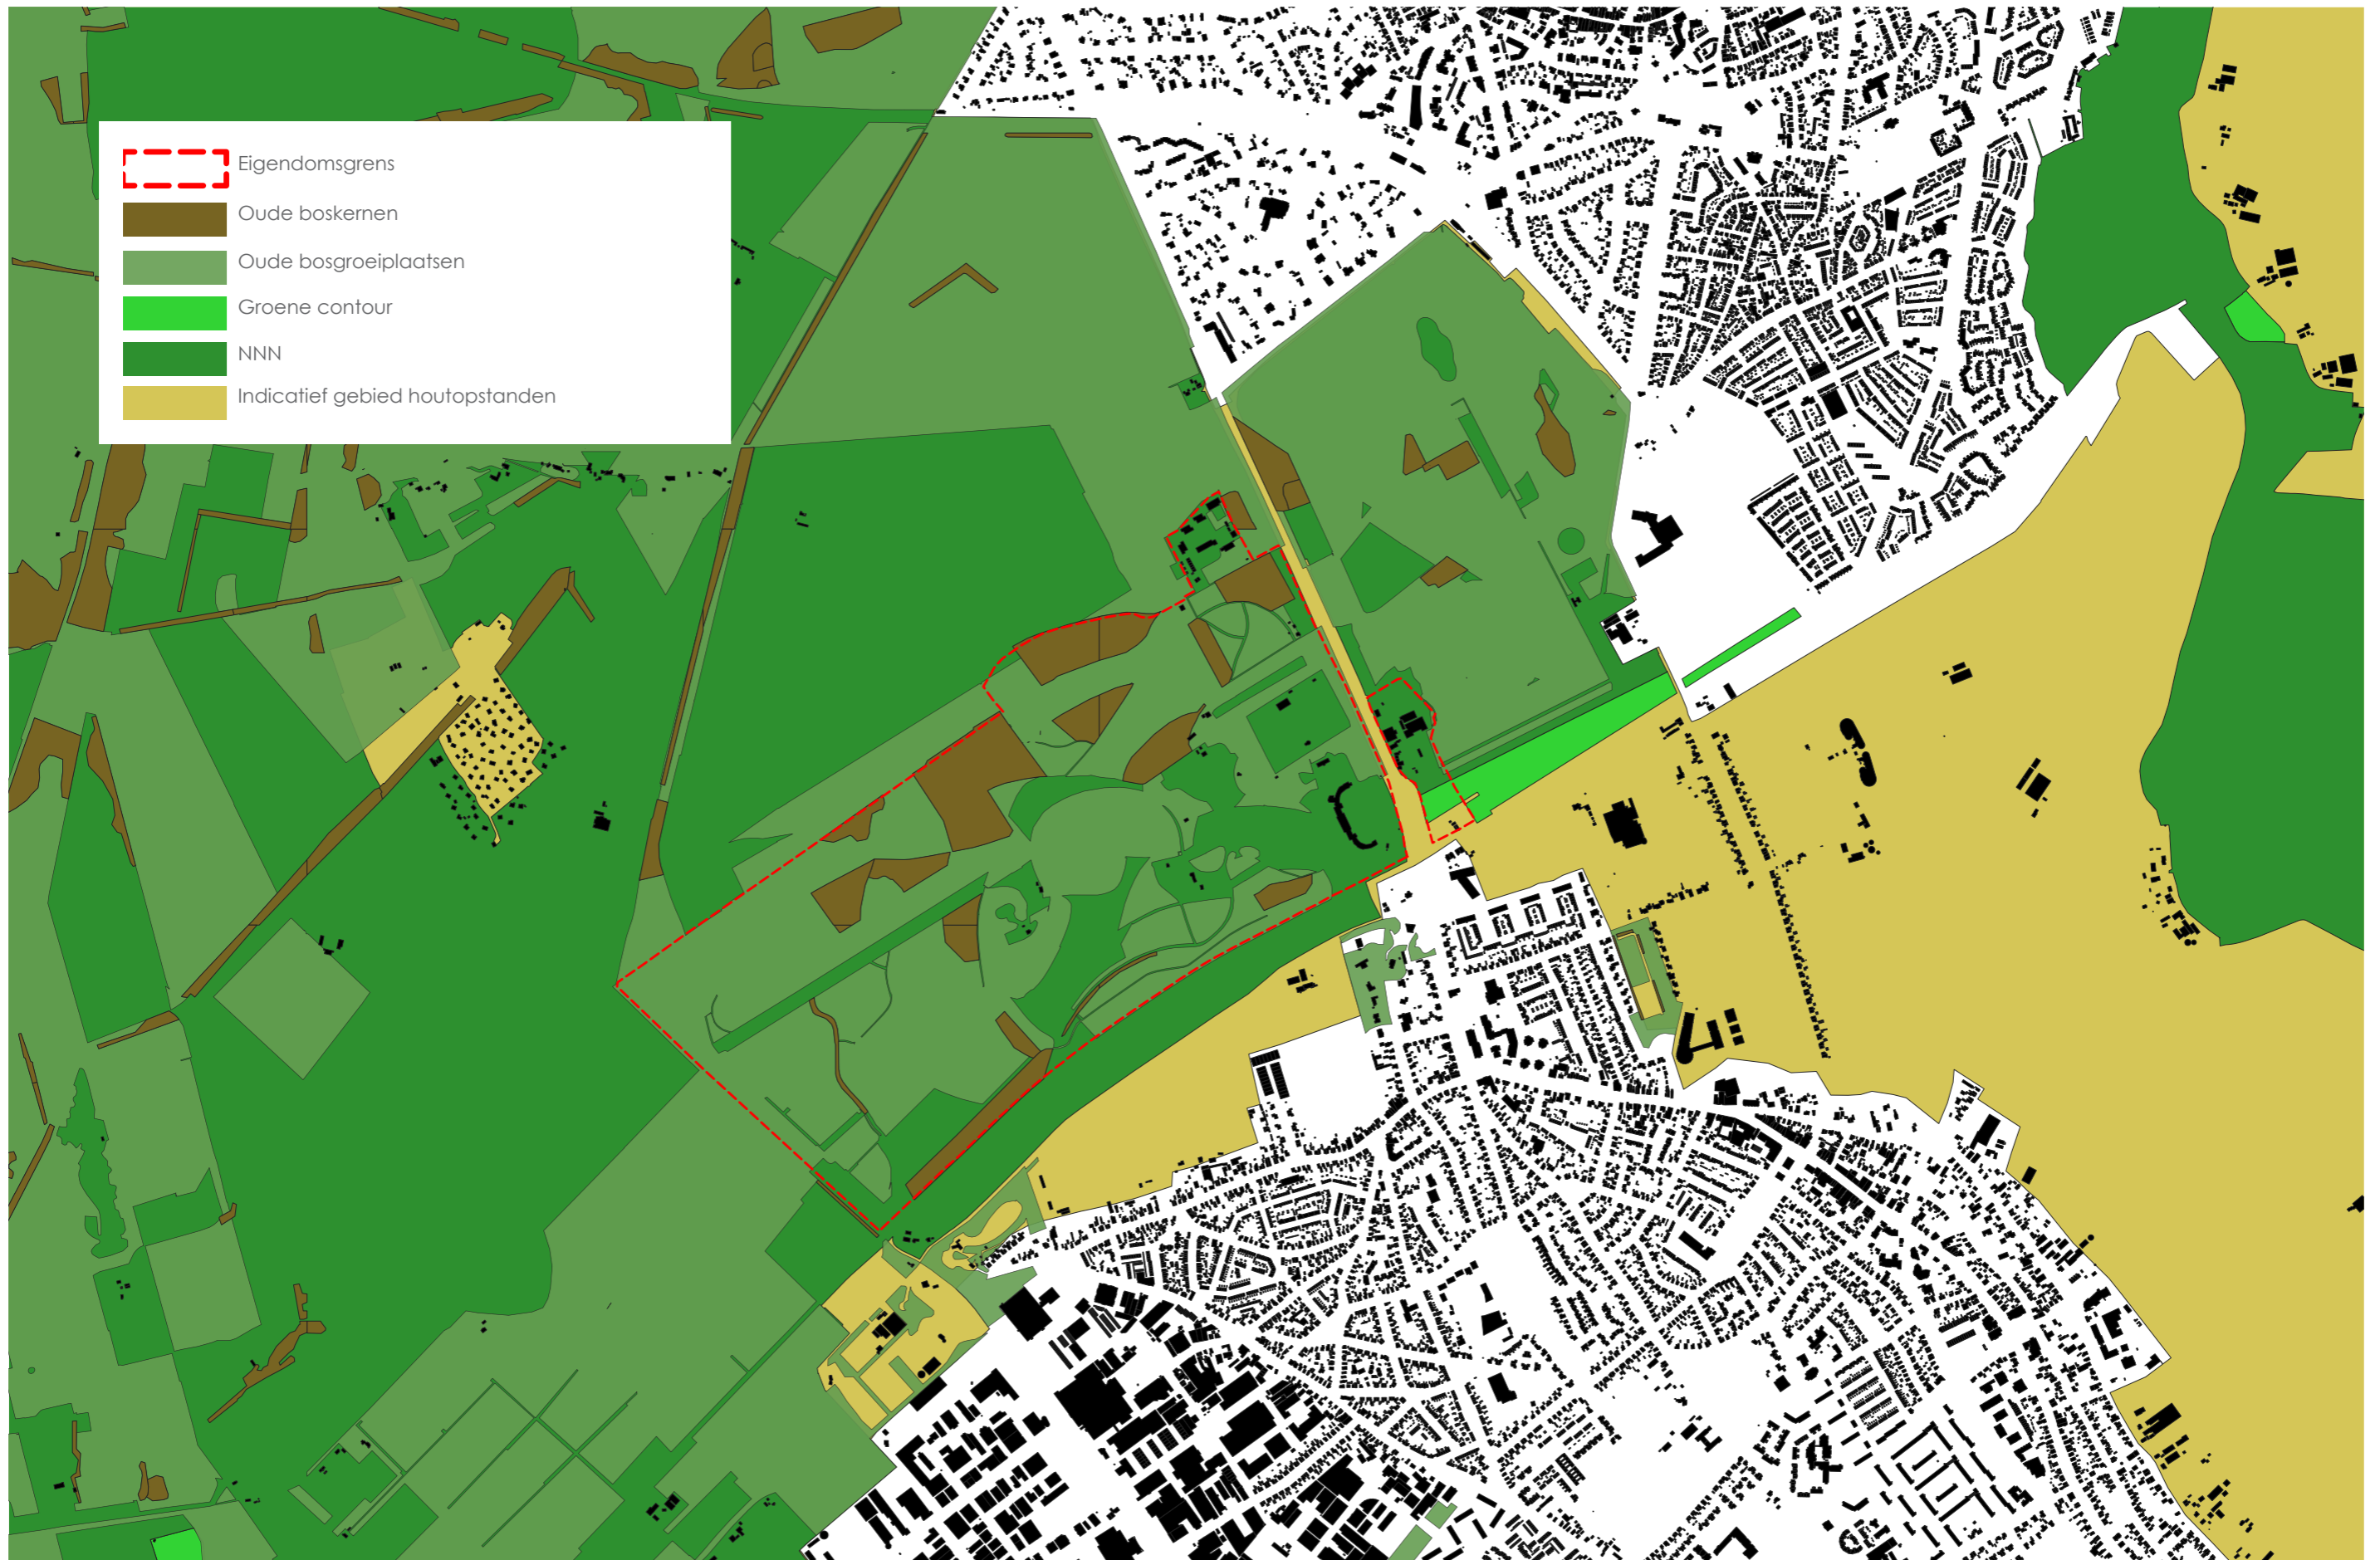 Eigendomsgrens
Oude boskernen
Oude bosgroeiplaatsen
Groene contour
NNN
Indicatief gebied houtopstanden